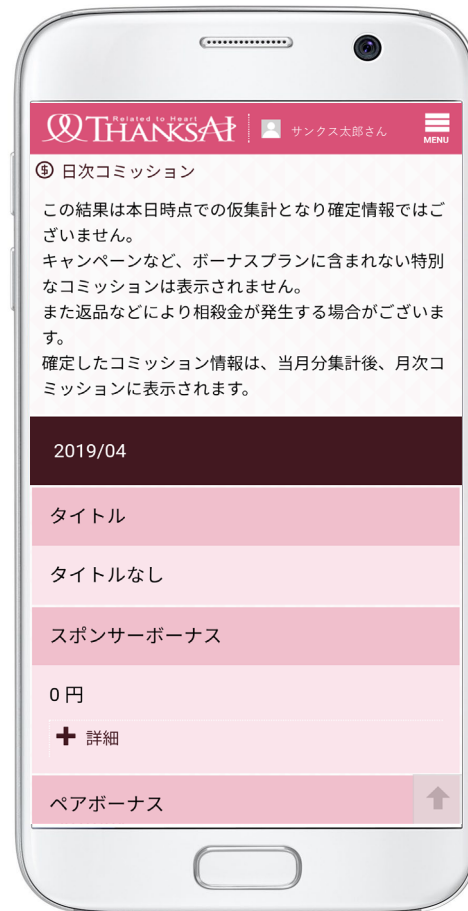 Related to Heart
THANKSAI
サンクス太郎さん
MENU
日次コミッション
この結果は本日時点での仮集計となり確定情報ではご
ざいません。
キャンペーンなど、ボーナスプランに含まれない特別
なコミッションは表示されません。
また返品などにより相殺金が発生する場合がございま
す。
確定したコミッション情報は、当月分集計後、月次コ
ミッションに表示されます。
2019/04
タイトル
タイトルなし
スポンサーボーナス
0 円
詳細
ペアボーナス